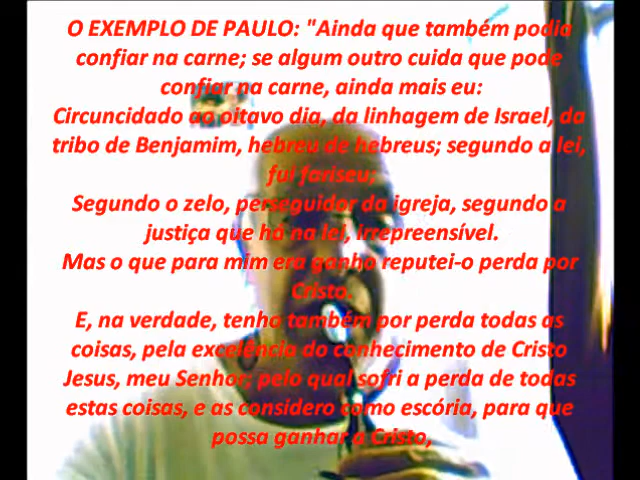 O EXEMPLO DE PAULO: "Ainda que também podia
confiar na carne; se algum outro cuida que pode
confiar na carne, ainda mais eu:
Circuncidado ao oitavo dia, da linhagem de Israel, da
tribo de Benjamim, hebreu de hebreus; segundo a lei,
fui fariseu;
Segundo o zelo, perseguidor da igreja, segundo a
justiça que há na lei, irrepreensível.
Mas o que para mim era ganho reputei-o perda por
Cristo.
E, na verdade, tenho também por perda todas as
coisas, pela excelência do conhecimento de Cristo
Jesus, meu Senhor; pelo qual sofri a perda de todas
estas coisas, e as considero como escória, para que
possa ganhar a Cristo,